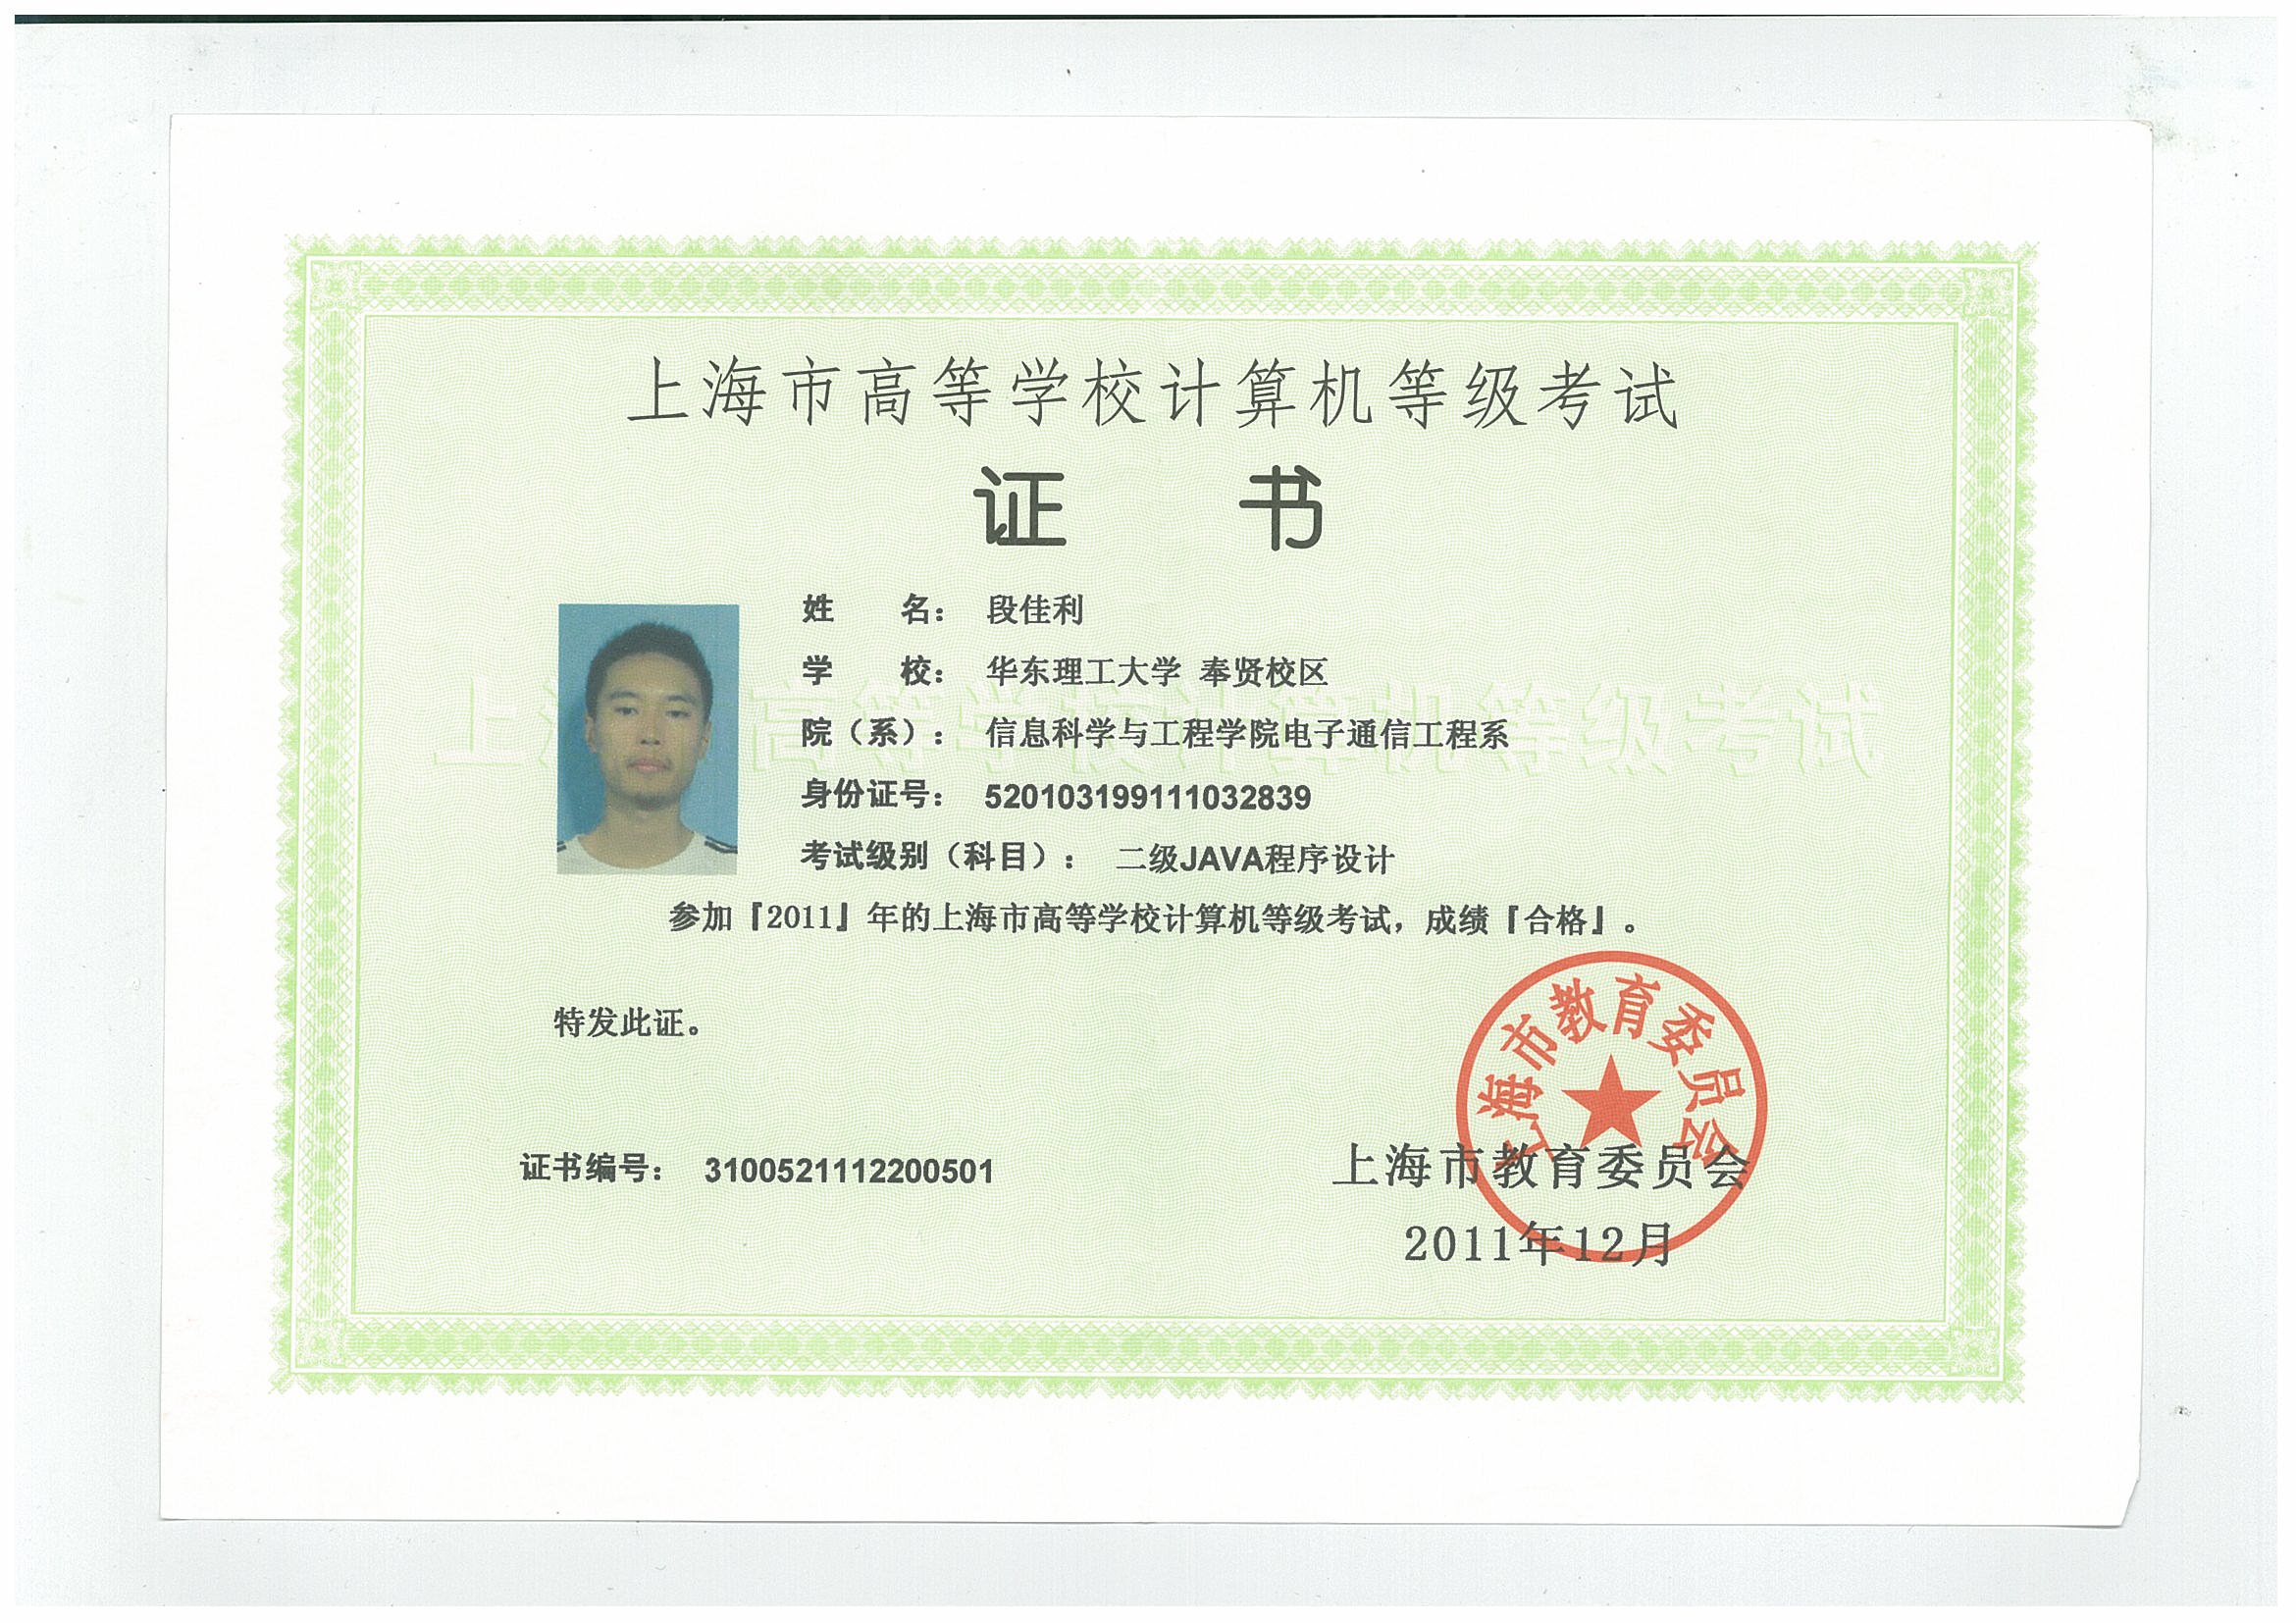 上海市高等学校计算机等级考试
证 书
姓 名： 段佳利
学 校： 华东理工大学 奉贤校区
院（系）： 信息科学与工程学院电子通信工程系
上海市高等学校计算机等级考试
身份证号： 520103199111032839
考试级别（科目）： 二级JAVA程序设计
参加『2011』年的上海市高等学校计算机等级考试，成绩『合格』。
特发此证。
上海市教育委员会
证书编号： 3100521112200501
上海市教育委员会
2011年12月